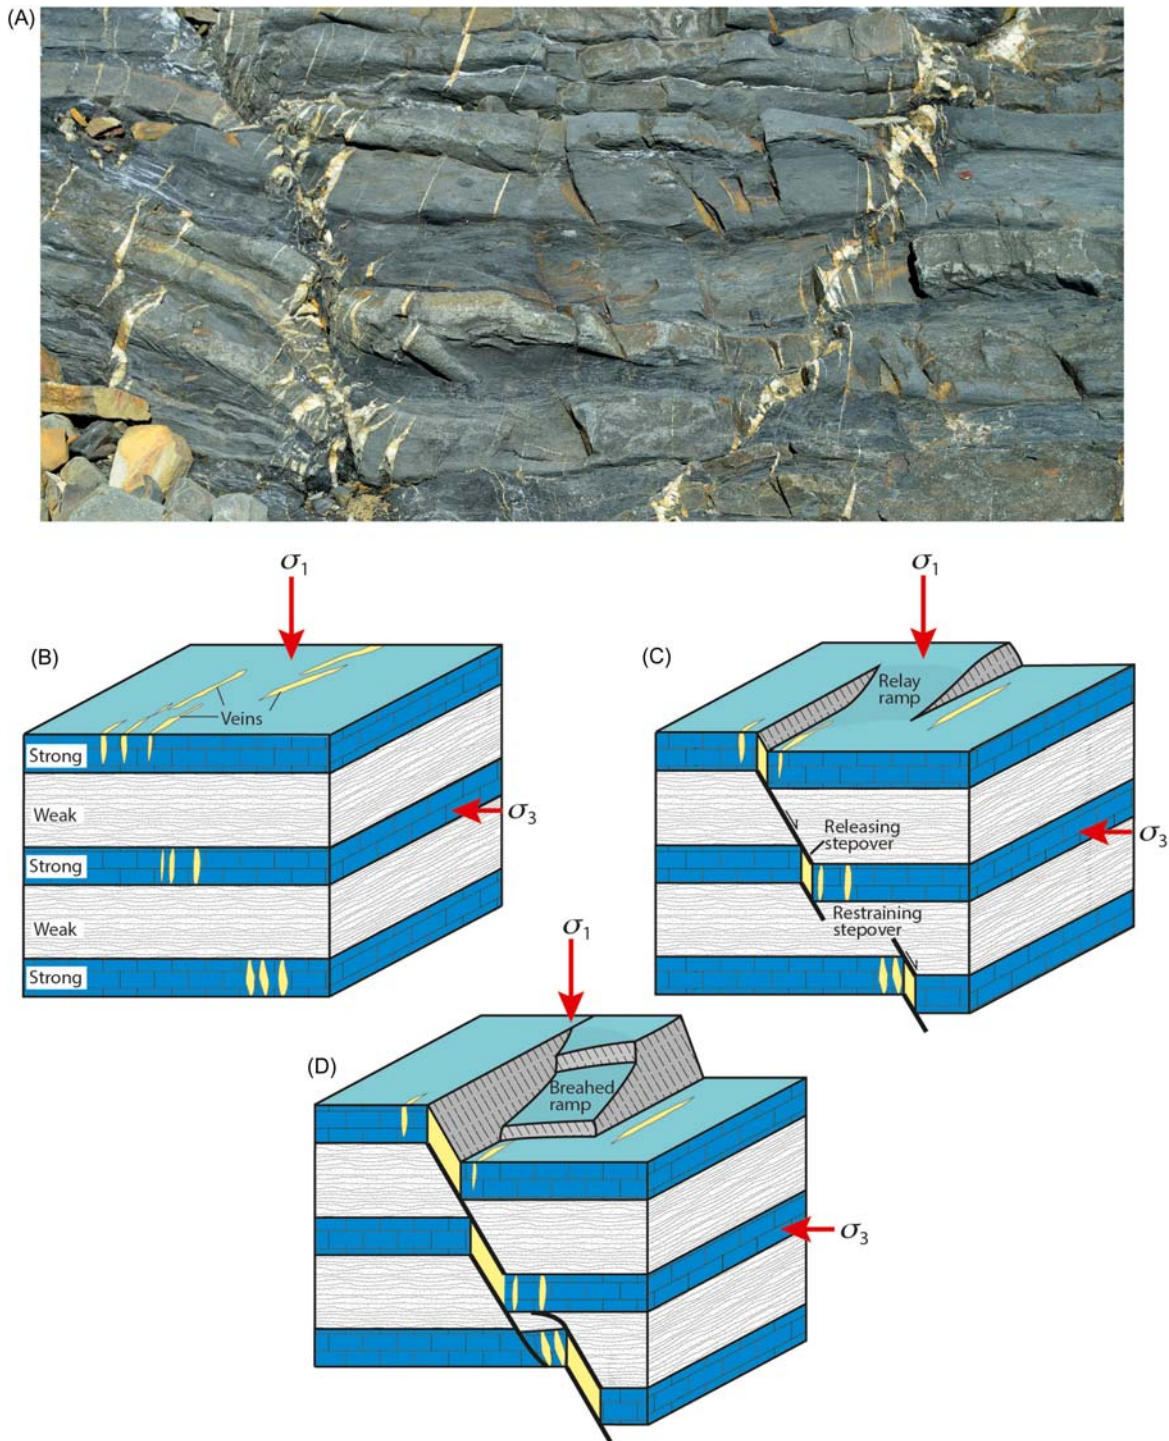 (A)
σ1
σ1
(B)
(C)
Relay
ramp
Veins
Strong
Weak
σ3
Releasing
stepover
σ3
Strong
Restraining
stepover
Weak
σ1
Strong
(D)
Breahed
ramp
σ3